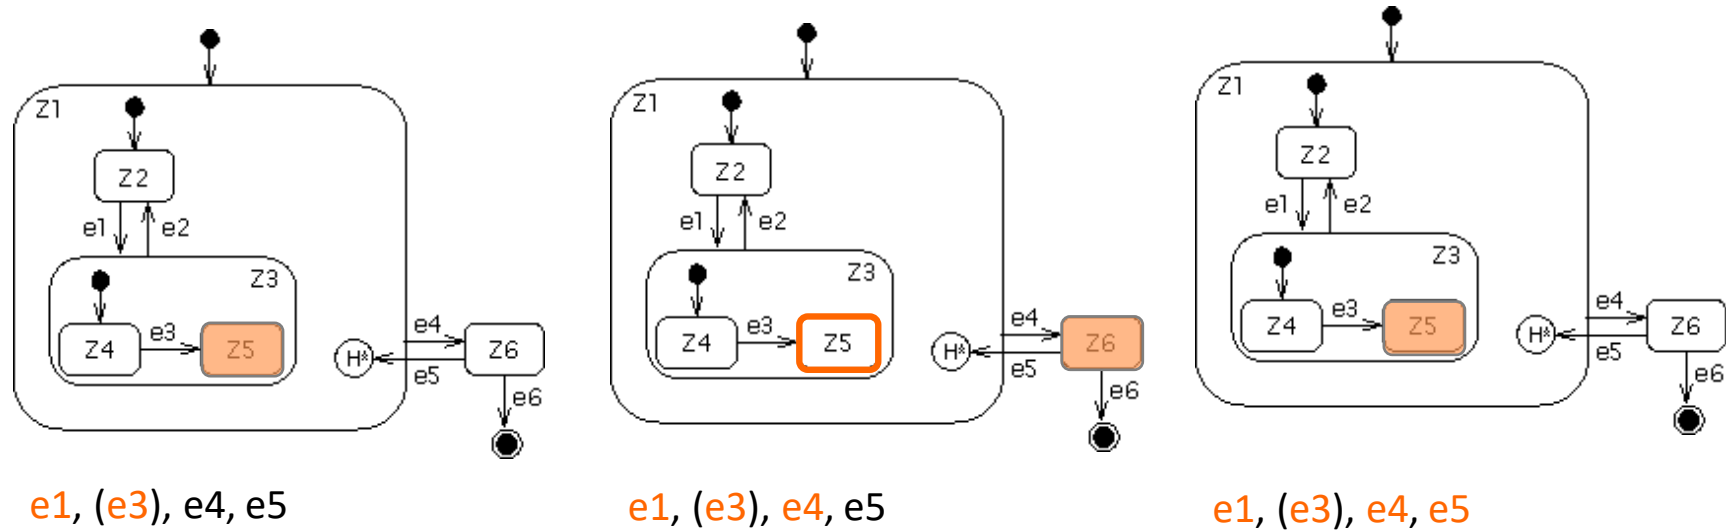 Z1
Z2
e1 e2
Z3
Z4 e3 Z5
H*
e4
e5
Z6
e6
e1, (e3), e4, e5
Z1
Z2
e1 e2
Z3
Z4 e3 Z5
H*
e4
e5
Z6
e6
e1, (e3), e4, e5
Z1
Z2
e1 e2
Z3
Z4 e3 Z5
H*
e4
e5
Z6
e6
e1, (e3), e4, e5